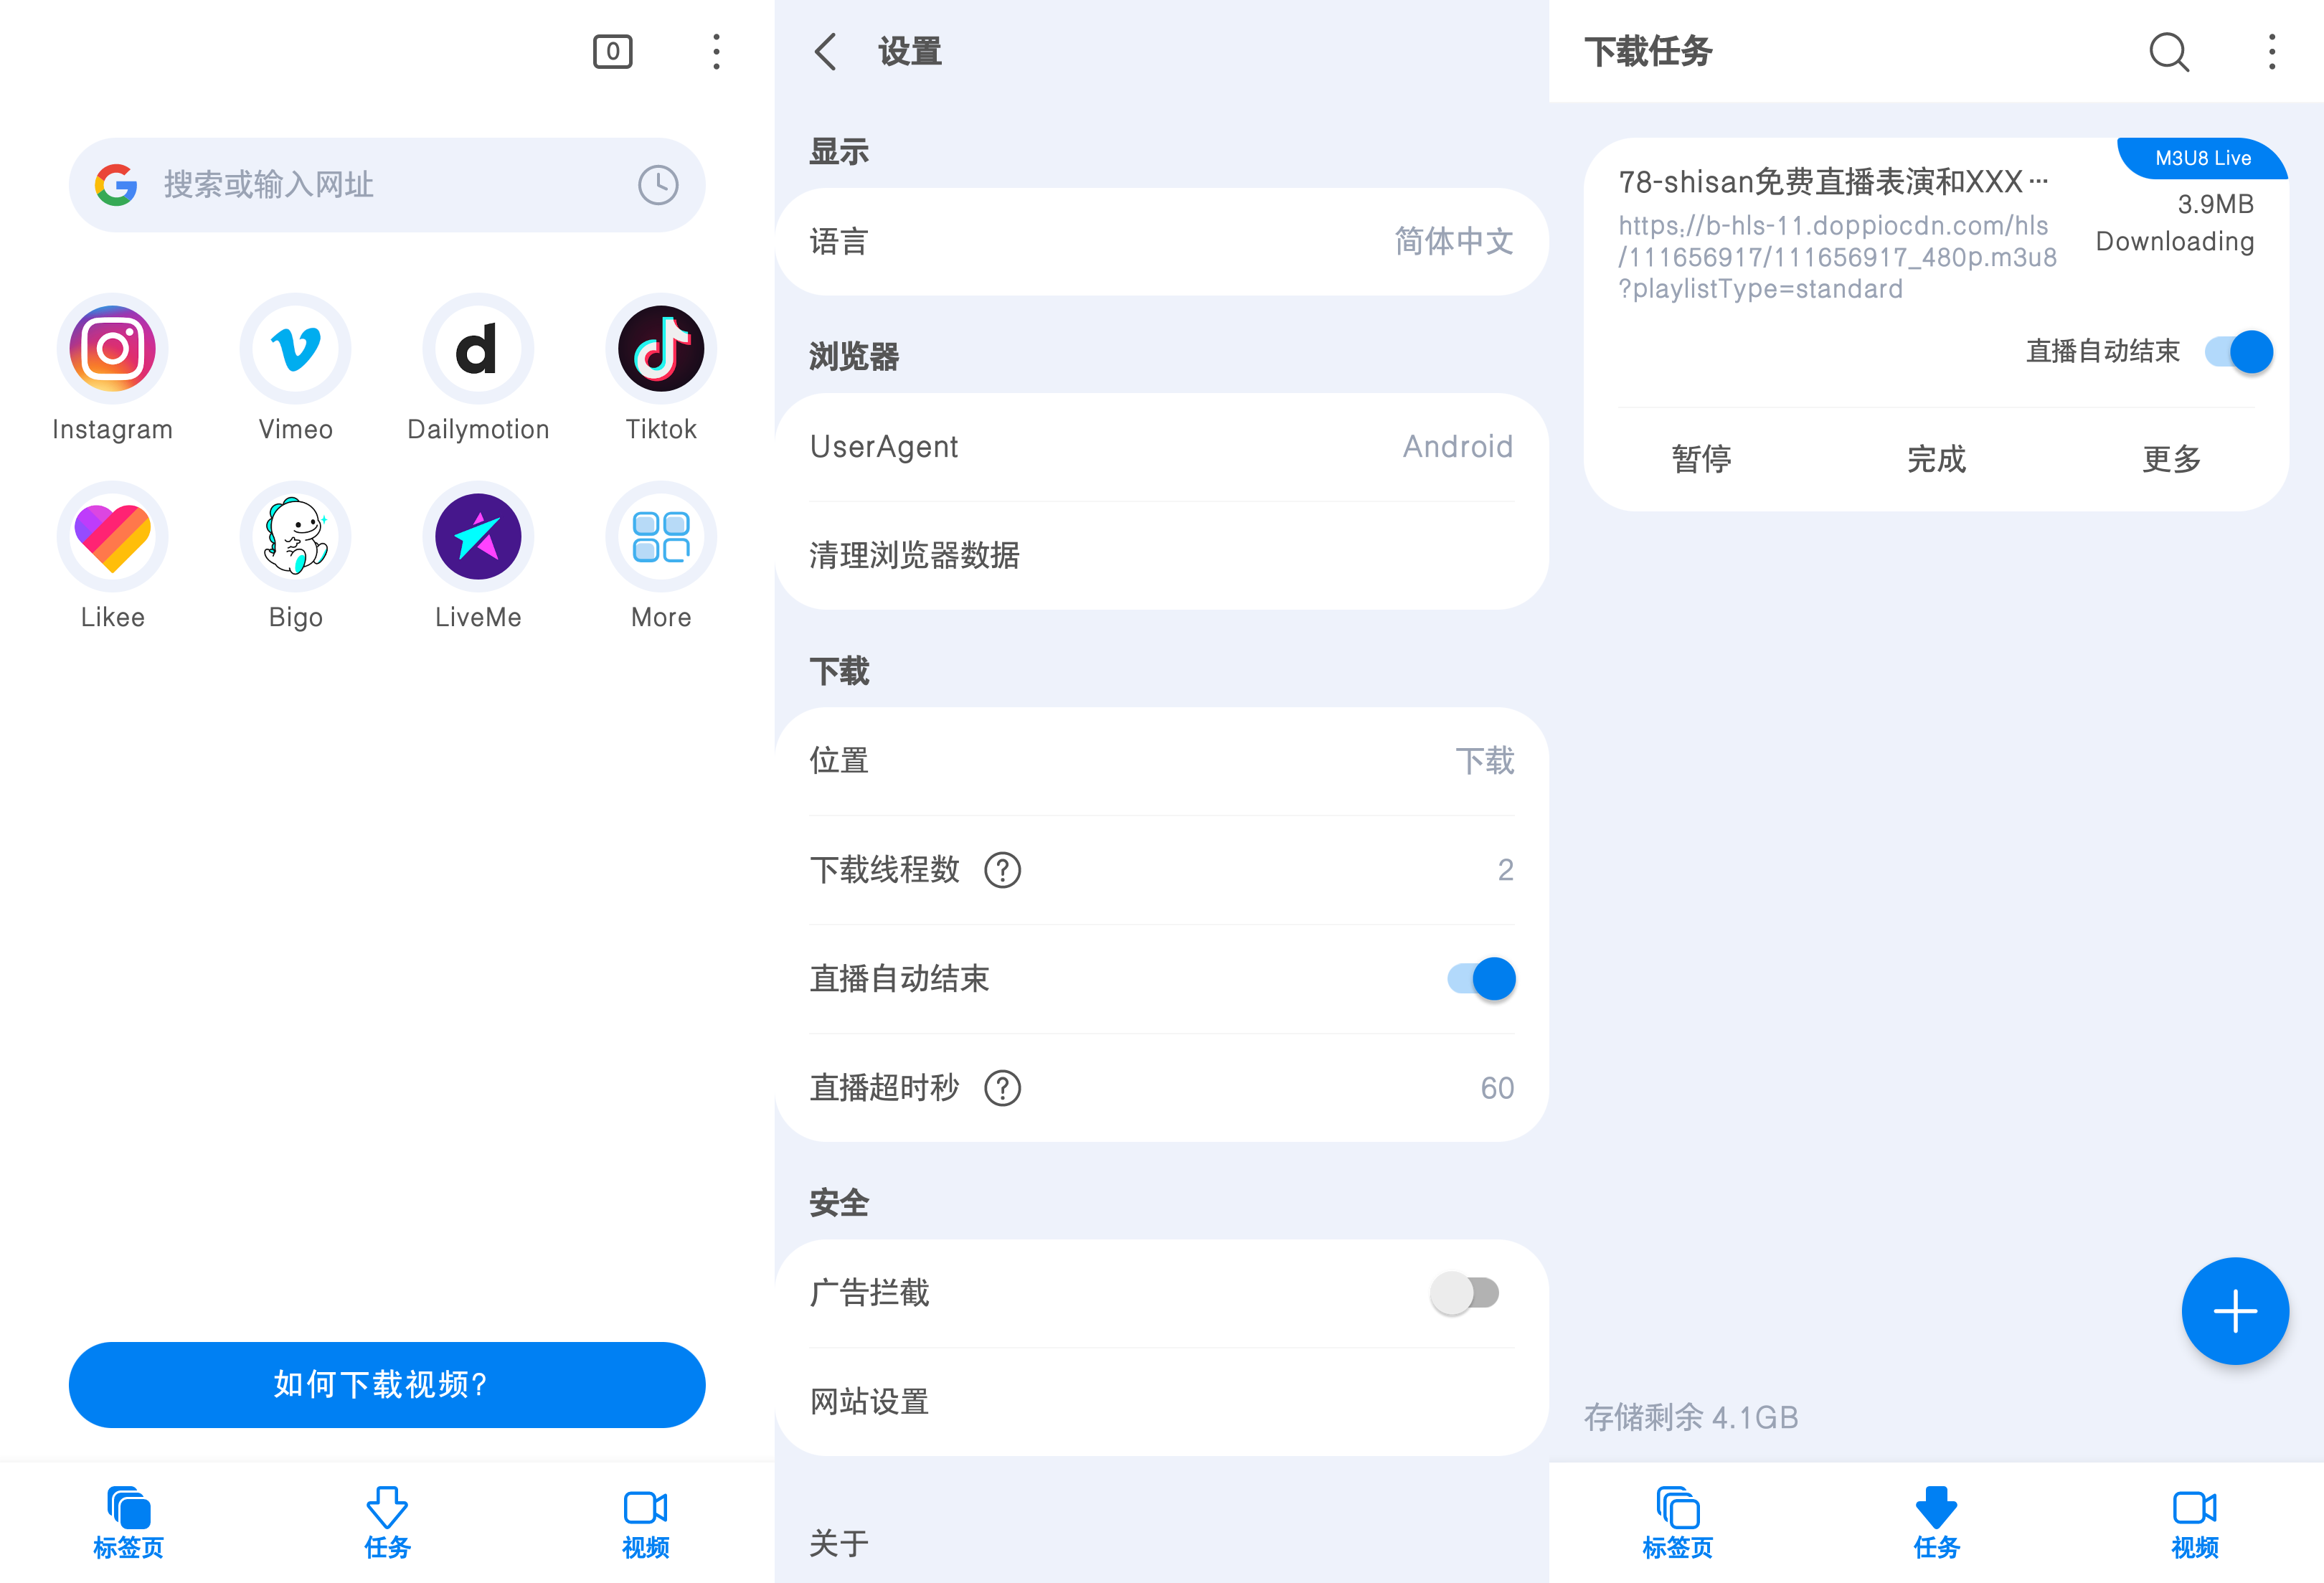 0
搜索或输入网址
Instagram
Vimeo
Dailymotion
Tiktok
Likee
Bigo
LiveMe
More
如何下载视频?
标签页
任务
视频
设置
显示
语言
简体中文
浏览器
UserAgent
Android
清理浏览器数据
下载
位置
下载
下载线程数 ?
2
直播自动结束
直播超时秒 ?
60
安全
广告拦截
网站设置
关于
下载任务
M3U8 Live
78-shisan免费直播表演和XXX…
3.9MB
https://b-hls-11.doppiocdn.com/hls
/111656917/111656917_480p.m3u8
?playlistType=standard
Downloading
直播自动结束
暂停
完成
更多
存储剩余 4.1GB
标签页
任务
视频